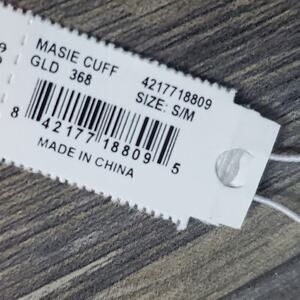 MASIE CUFF
GLD 368 4217718809
SIZE: S/M
8 42177 18809 5
MADE IN CHINA